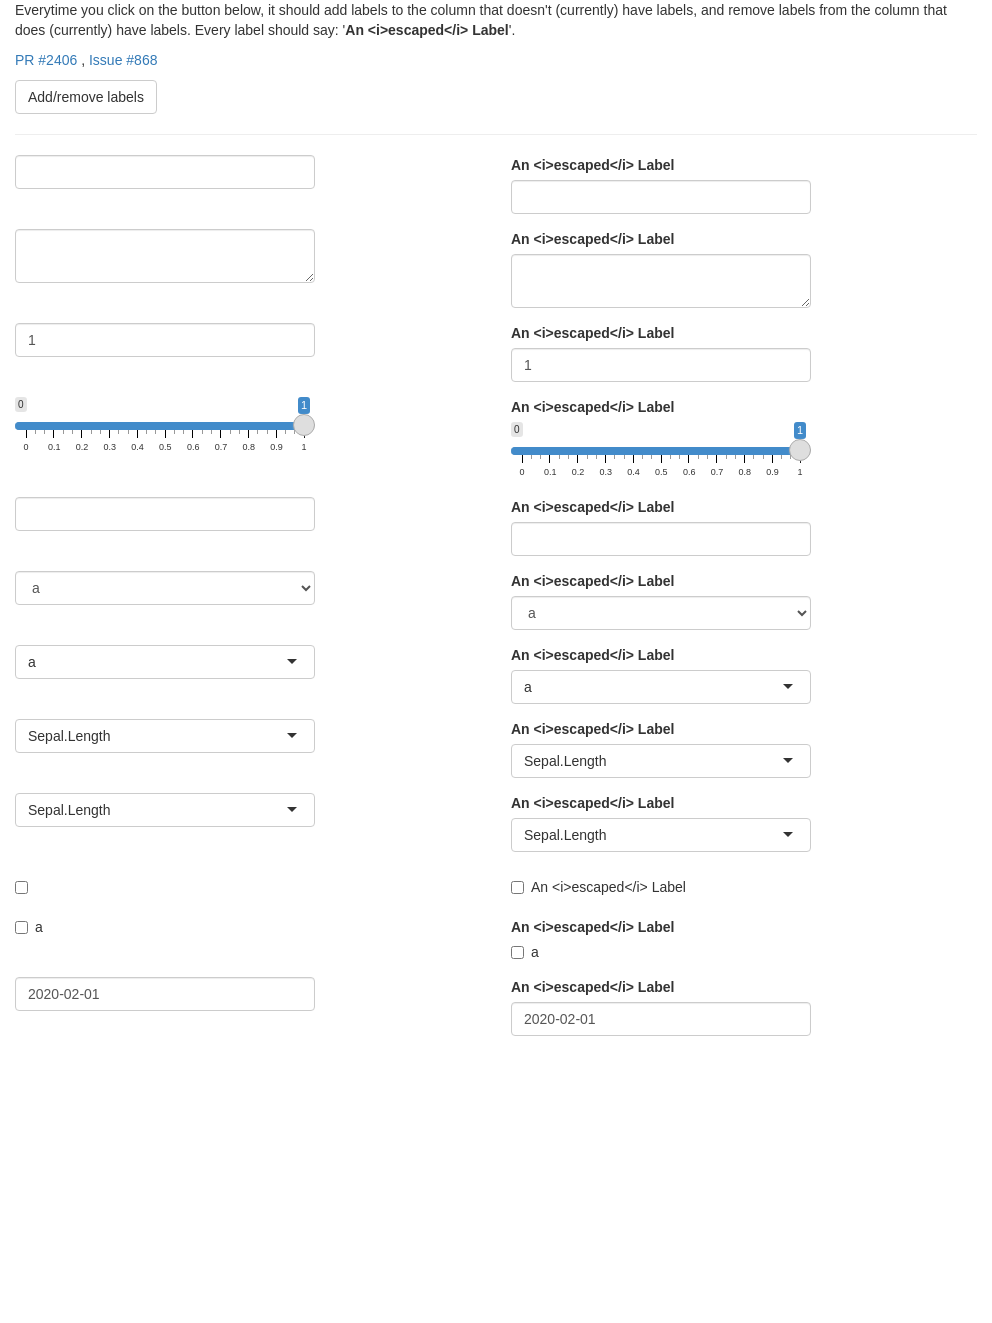 Everytime you click on the button below, it should add labels to the column that doesn't (currently) have labels, and remove labels from the column that
does (currently) have labels. Every label should say: 'An <i>escaped</i> Label'.
PR #2406 , Issue #868
Add/remove labels
An <i>escaped</i> Label
An <i>escaped</i> Label
1
An <i>escaped</i> Label
1
0 1
0 0.1 0.2 0.3 0.4 0.5 0.6 0.7 0.8 0.9 1
An <i>escaped</i> Label
0 1
0 0.1 0.2 0.3 0.4 0.5 0.6 0.7 0.8 0.9 1
An <i>escaped</i> Label
a
An <i>escaped</i> Label
a
a
An <i>escaped</i> Label
a
Sepal.Length
An <i>escaped</i> Label
Sepal.Length
Sepal.Length
An <i>escaped</i> Label
Sepal.Length
An <i>escaped</i> Label
a
An <i>escaped</i> Label
a
2020-02-01
An <i>escaped</i> Label
2020-02-01